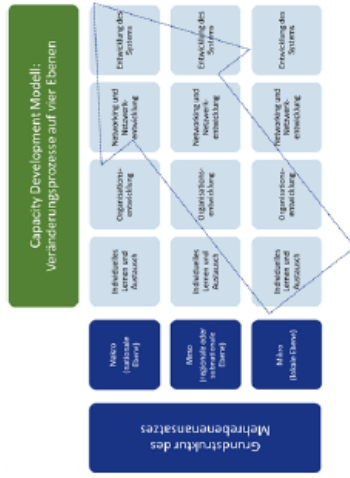 Capacity Development Modell:
Veränderungsprozesse auf vier Ebenen
Grundstruktur des
Mehrebenenansatzes
Makro
(nationale
Ebene)
Individuelles
Lernen und
Austausch
Organisations-
entwicklung
Networking und
Netzwerk-
entwicklung
Entwicklung des
Systems
Meso
(regionale oder
subnationale
Ebene)
Individuelles
Lernen und
Austausch
Organisations-
entwicklung
Networking und
Netzwerk-
entwicklung
Entwicklung des
Systems
Mikro
(lokale Ebene)
Individuelles
Lernen und
Austausch
Organisations-
entwicklung
Networking und
Netzwerk-
entwicklung
Entwicklung des
Systems